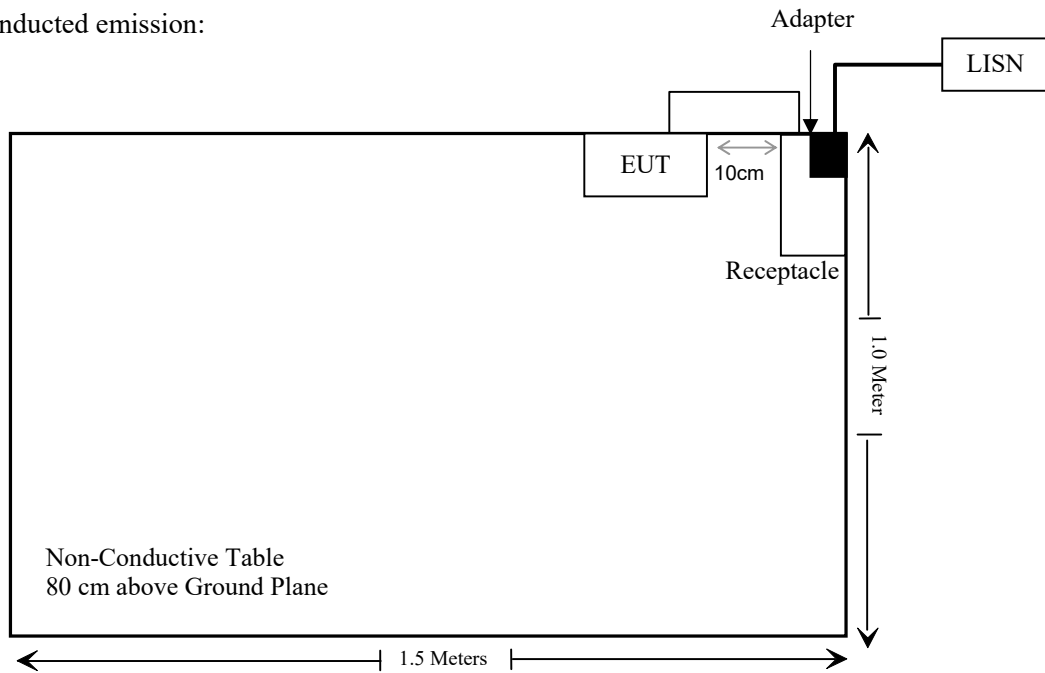 nducted emission:
Adapter
LISN
EUT
10cm
Receptacle
1.0 Meter
Non-Conductive Table
80 cm above Ground Plane
1.5 Meters